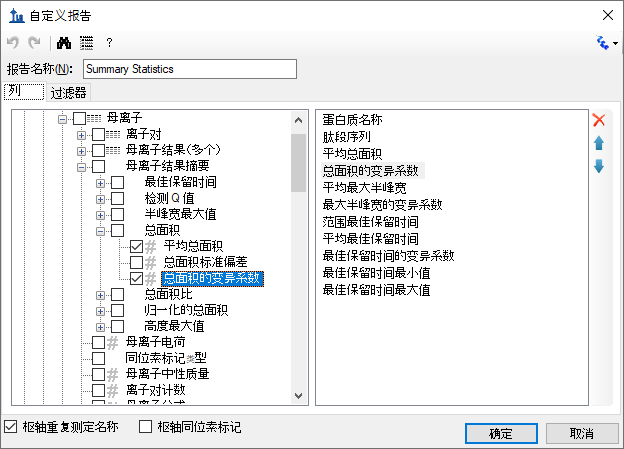 自定义报告
?
报告名称(N): Summary Statistics
列 过滤器
母离子
离子对
母离子结果(多个)
母离子结果摘要
最佳保留时间
检测 Q 值
半峰宽最大值
总面积
平均总面积
总面积标准偏差
总面积的变异系数
总面积比
归一化的总面积
高度最大值
母离子电荷
同位素标记类型
母离子中性质量
离子对计数
母离子公式
蛋白质名称
肽段序列
平均总面积
总面积的变异系数
平均最大半峰宽
最大半峰宽的变异系数
范围最佳保留时间
平均最佳保留时间
最佳保留时间的变异系数
最佳保留时间最小值
最佳保留时间最大值
枢轴重复测定名称 枢轴同位素标记
确定 取消